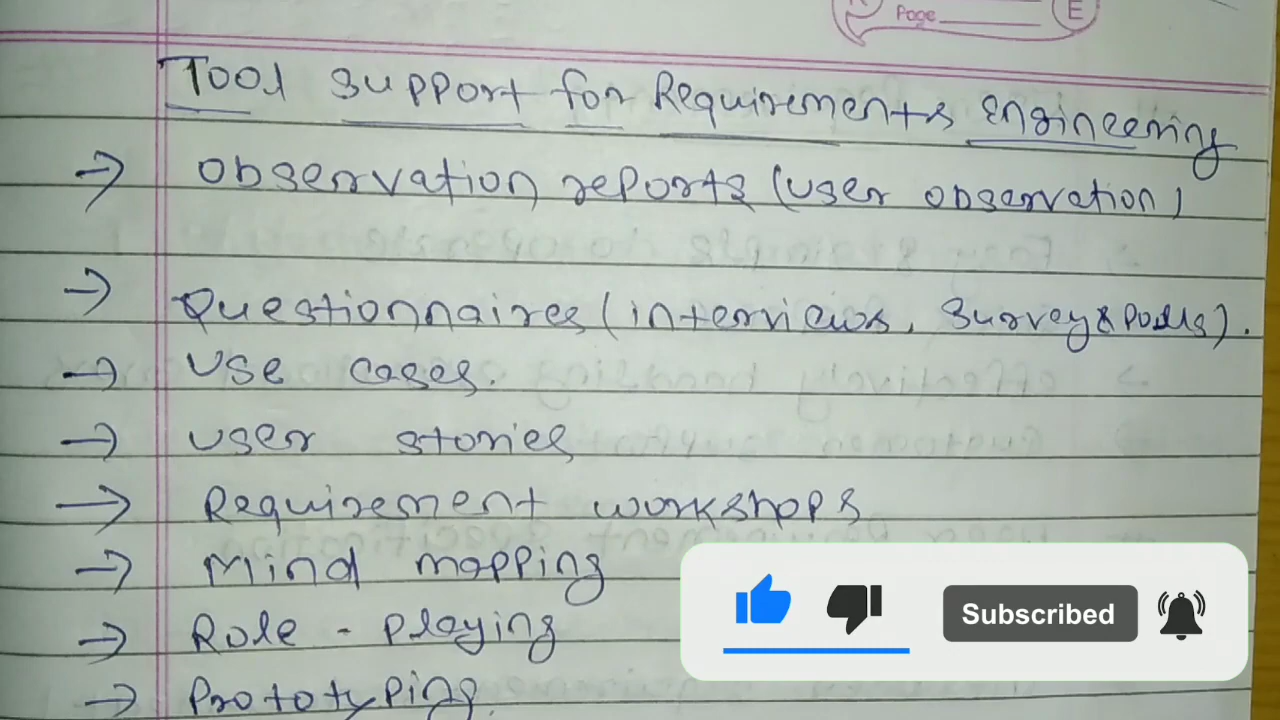 Page
E
Tool Support for Requirements Engineering
→ Observation reports (user observation)
→ Questionnaires (interviews, Survey & Polls).
→ Use cases.
→ User stories
→ Requirement workshops
→ Mind mapping
→ Role - playing
→ Prototyping.
Subscribed